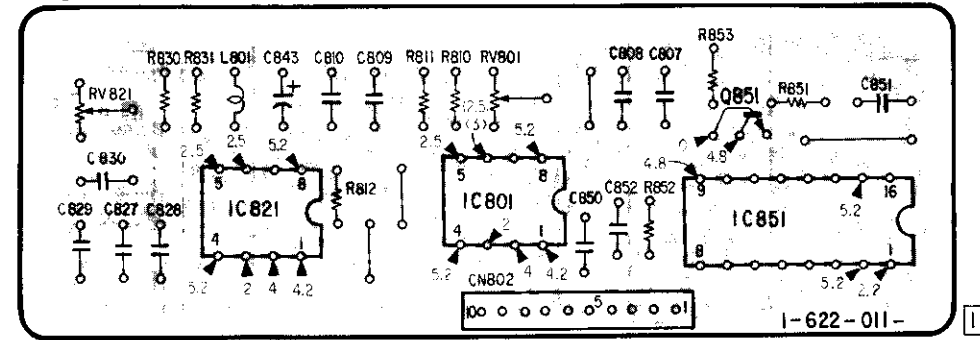 R830 R831 L801 C843 C810 C809 R811 R810 RV801 C808 C807 R853
RV821 Q851 R851 C851
C830
2.5 2.5 5.2 2.5 2.5 (3) 5.2 0 4.8
5 8 R812 5 8 4.8 9 5.2 16
C829 C827 C828 IC821 IC801 C850 C852 R852 IC851
4 1 4 2 1 8 1
5.2 2 4 4.2 5.2 4 4.2 5.2 2.2
CN802
10 5 1
1-622-011-
1